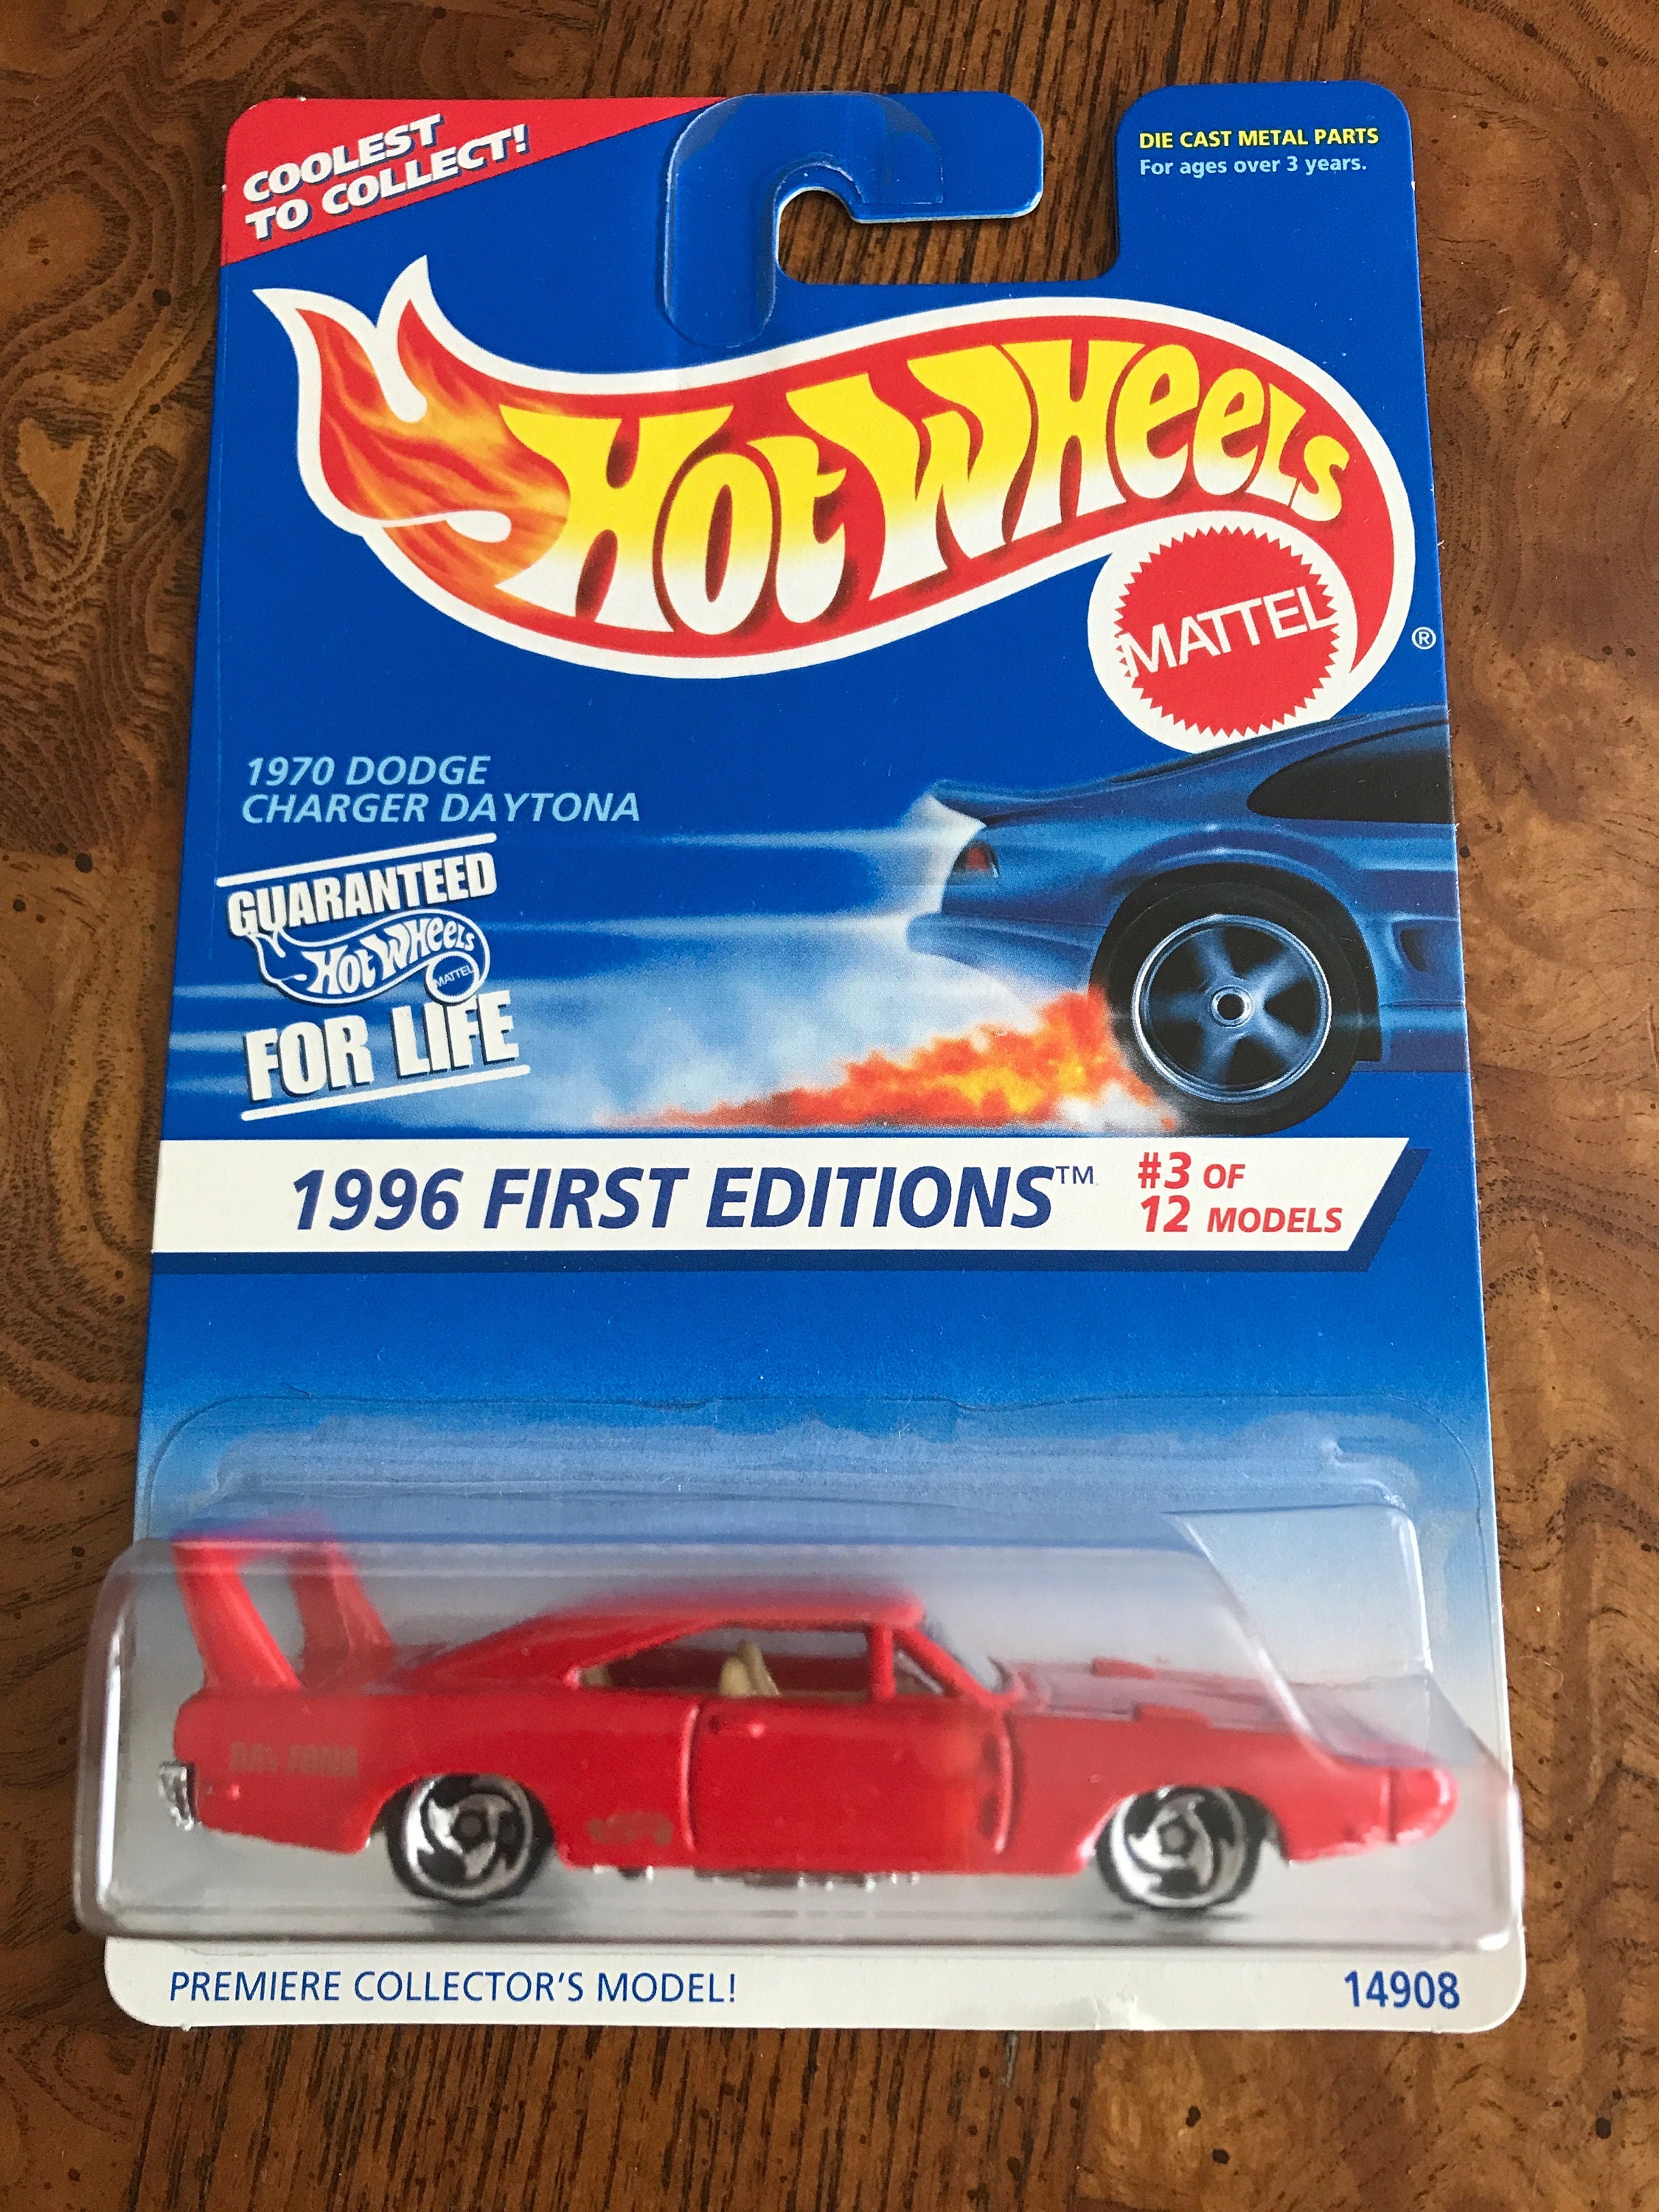 COOLEST
TO COLLECT!
DIE CAST METAL PARTS
For ages over 3 years.
Hot Wheels
MATTEL
®
1970 DODGE
CHARGER DAYTONA
GUARANTEED
Hot Wheels
MATTEL
FOR LIFE
1996 FIRST EDITIONS™
#3 OF
12 MODELS
DAYTONA
PREMIERE COLLECTOR'S MODEL!
14908